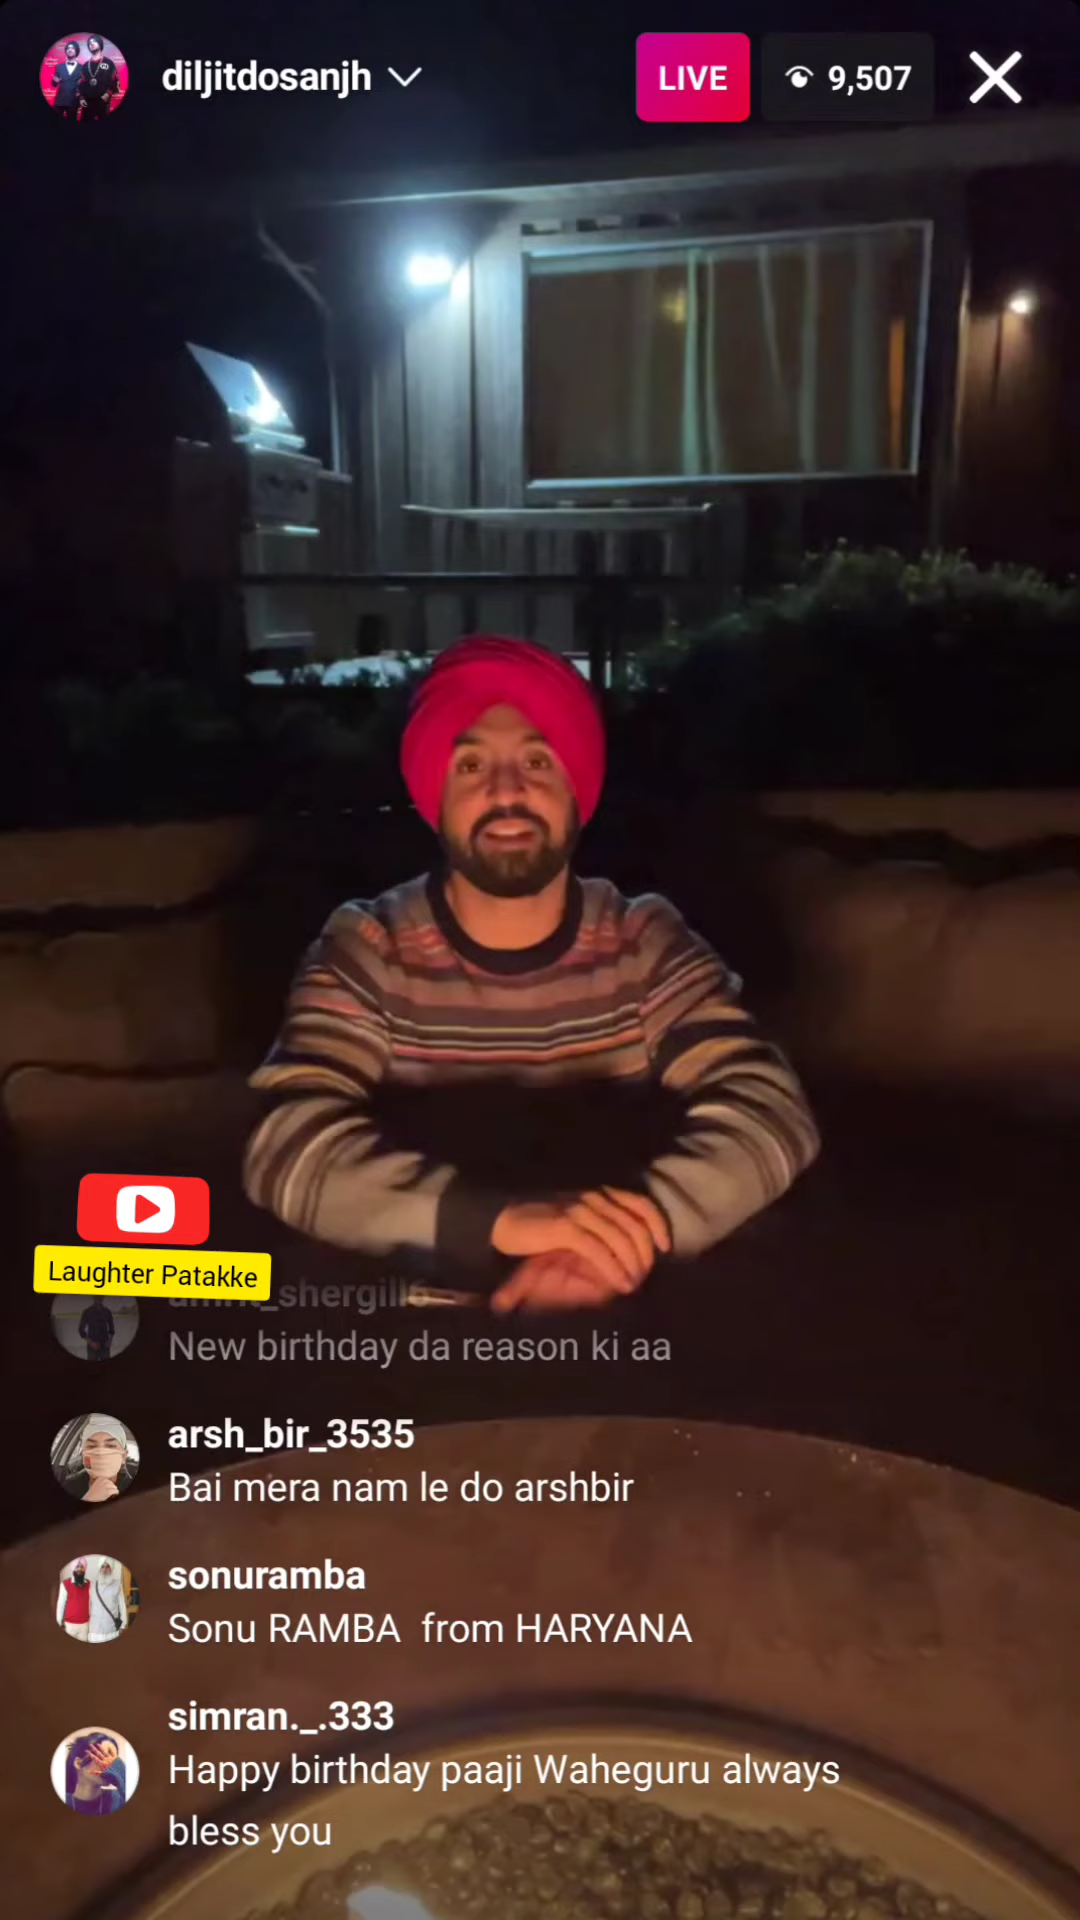 diljitdosanjh
LIVE
9,507
Laughter Patakke
amrit_shergill6
New birthday da reason ki aa
arsh_bir_3535
Bai mera nam le do arshbir
sonuramba
Sonu RAMBA from HARYANA
simran._.333
Happy birthday paaji Waheguru always
bless you